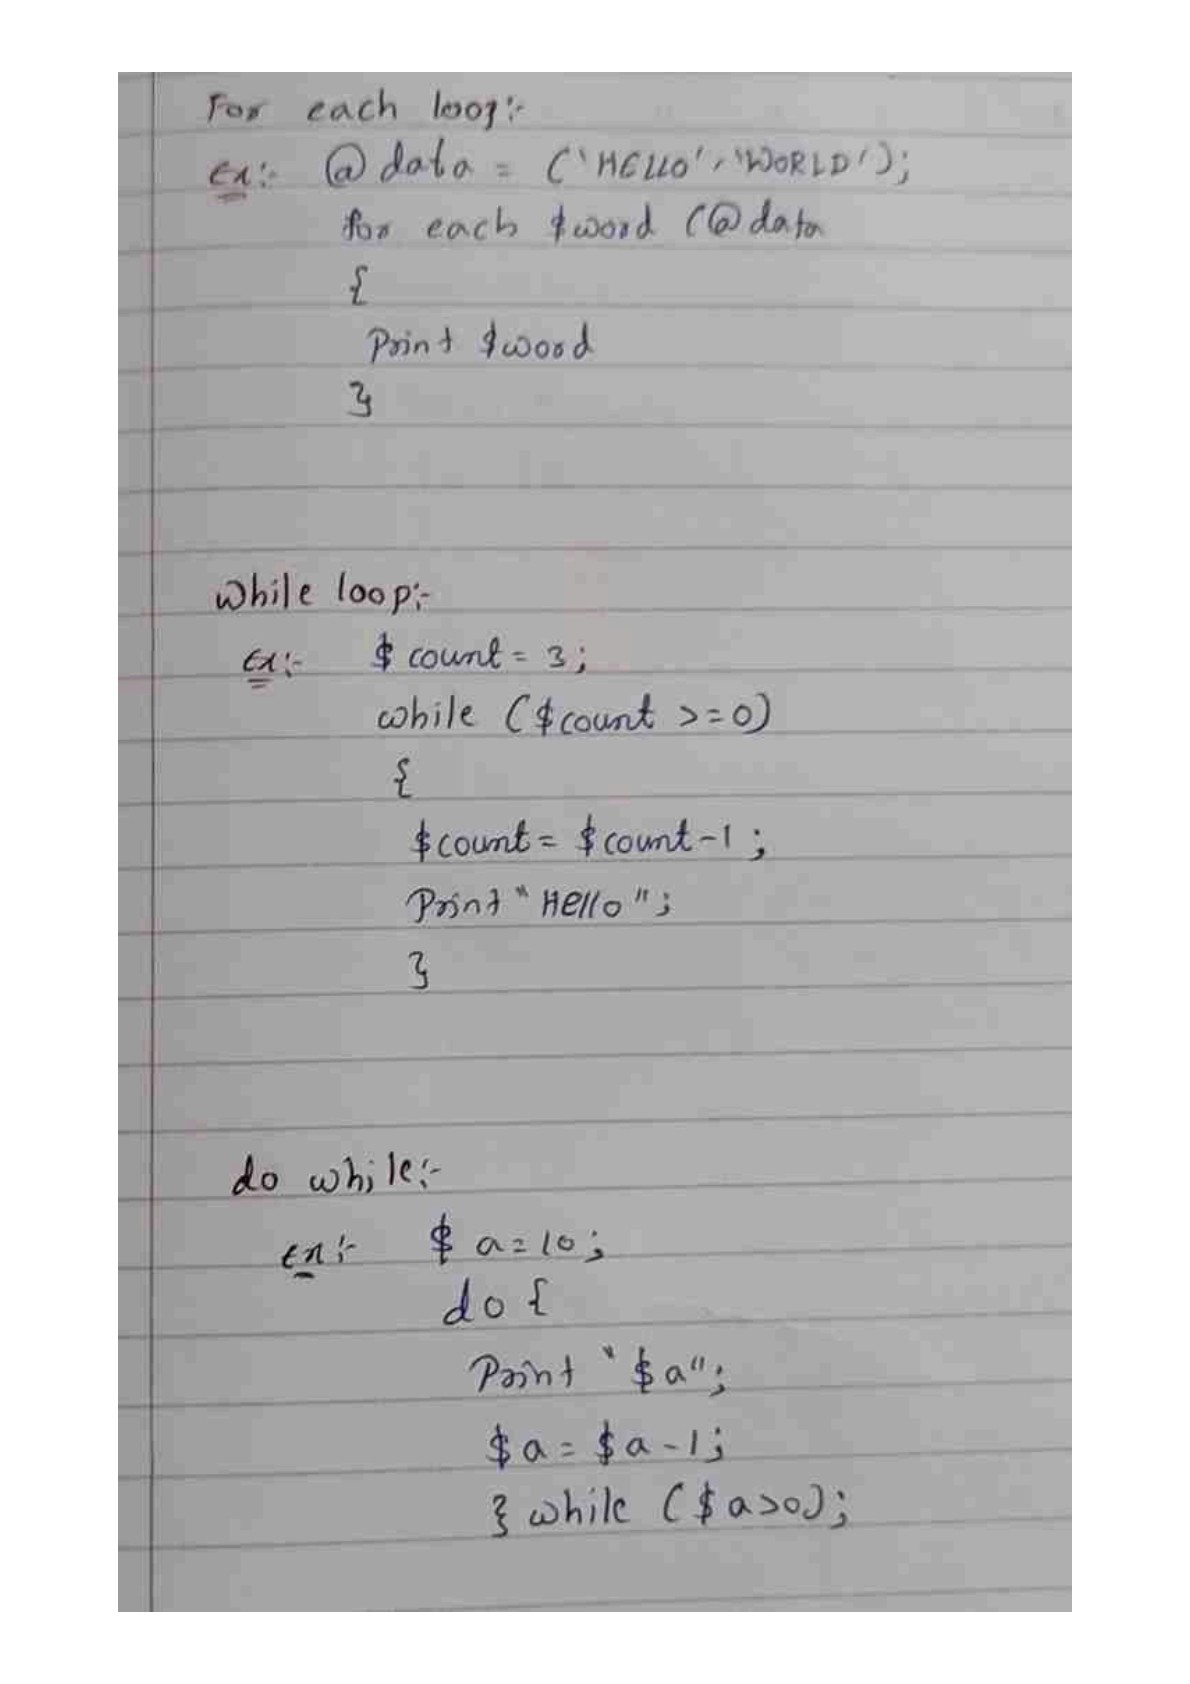 For each loop:-
Ex:- @ data = ('HELLO', 'WORLD');
for each $word (@data
{
Print $word
}
while loop:-
Ex:- $ count = 3;
while ($count >=0)
{
$count = $count-1;
Print "Hello";
}
do while:-
Ex:- $ a=10;
do {
Print "$a";
$a = $a-1;
} while ($a>0);